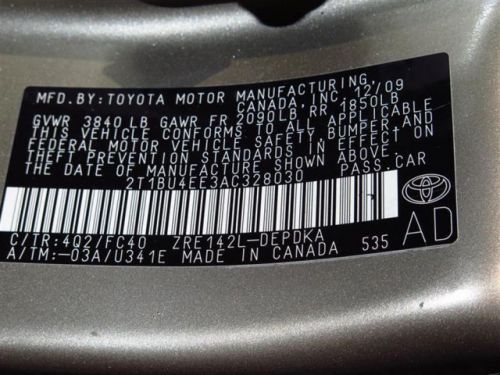 MFD.BY:TOYOTA MOTOR MANUFACTURING
CANADA, INC. 12/09
GVWR 3840 LB GAWR FR 2090LB RR 1850LB
THIS VEHICLE CONFORMS TO ALL APPLICABLE
FEDERAL MOTOR VEHICLE SAFETY, BUMPER, AND
THEFT PREVENTION STANDARDS IN EFFECT ON
THE DATE OF MANUFACTURE SHOWN ABOVE.
2T1BU4EE3AC328030 PASS.CAR
C/TR:4Q2/FC40 ZRE142L-DEPDKA
A/TM:-03A/U341E MADE IN CANADA 535
AD